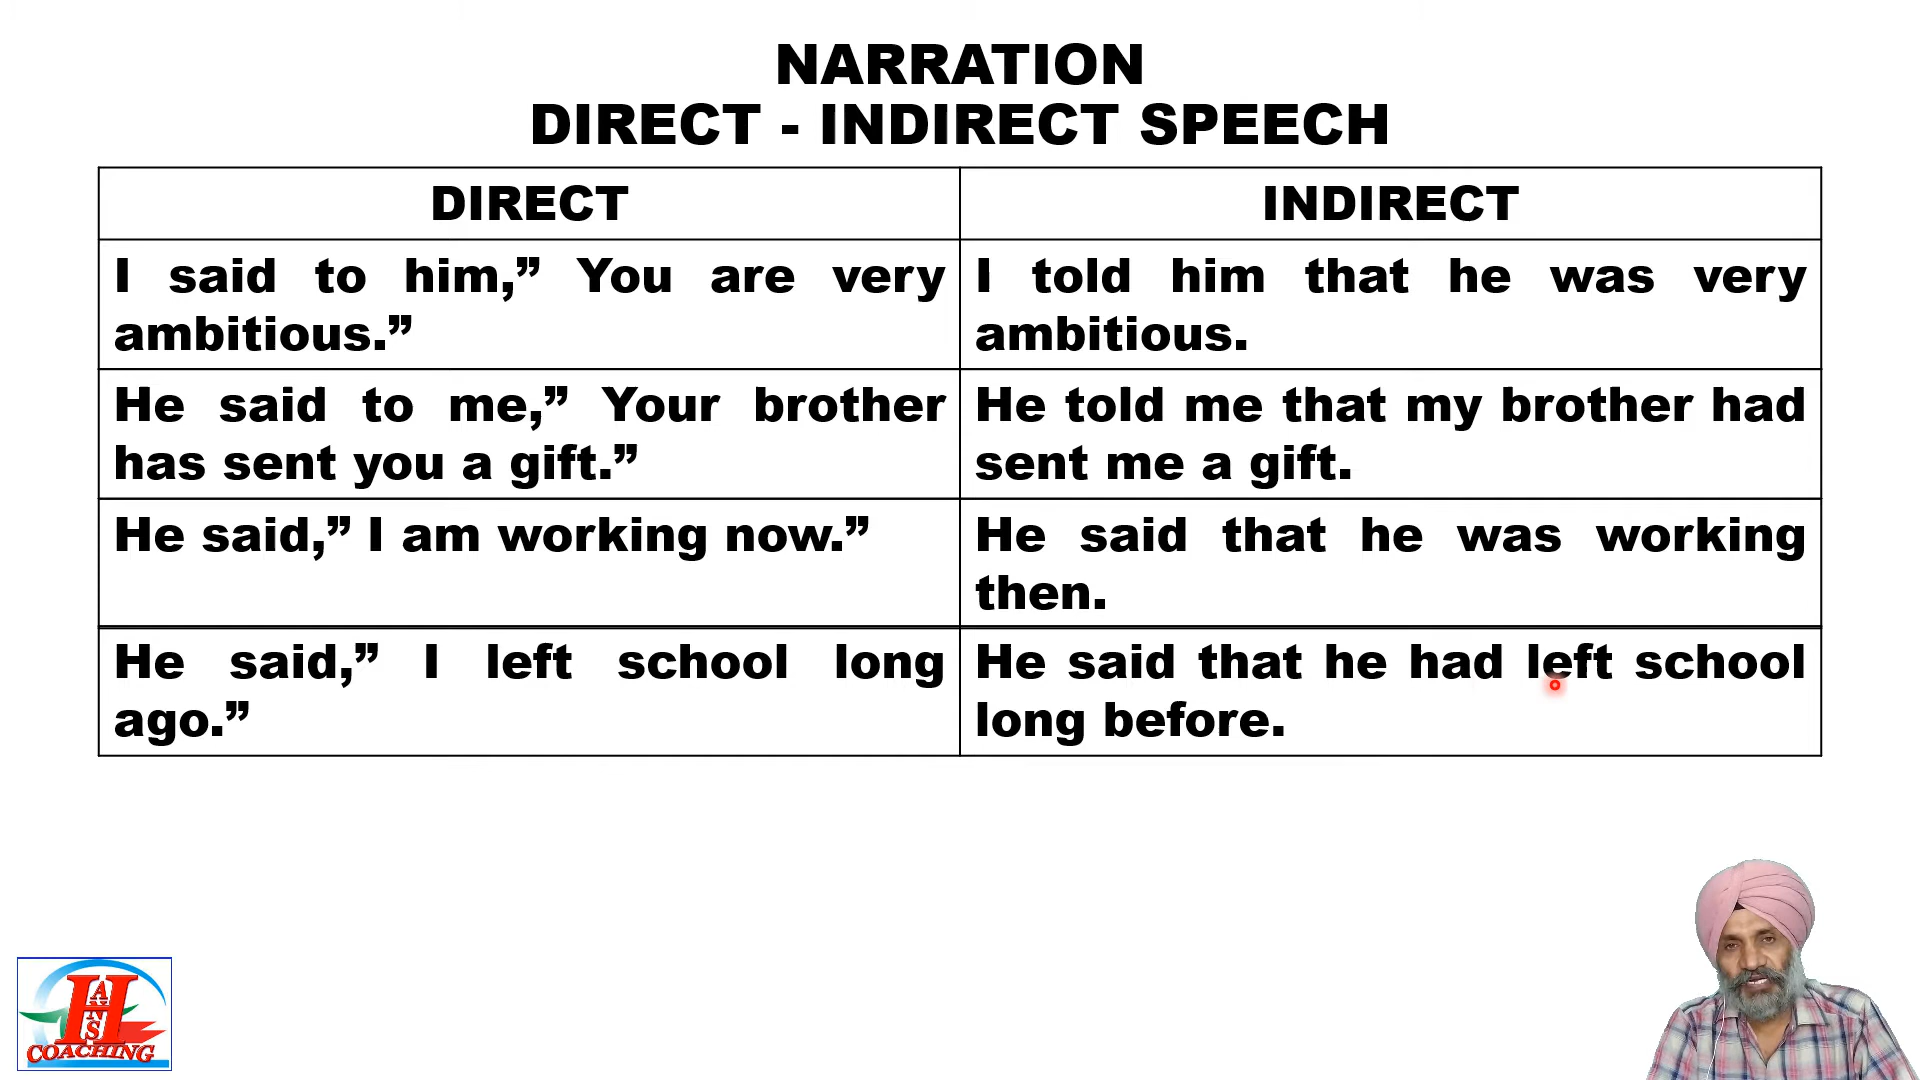 NARRATION
DIRECT - INDIRECT SPEECH
DIRECT
INDIRECT
I said to him,” You are very
ambitious.”
I told him that he was very
ambitious.
He said to me,” Your brother
has sent you a gift.”
He told me that my brother had
sent me a gift.
He said,” I am working now.”
He said that he was working
then.
He said,” I left school long
ago.”
He said that he had left school
long before.
H
COACHING